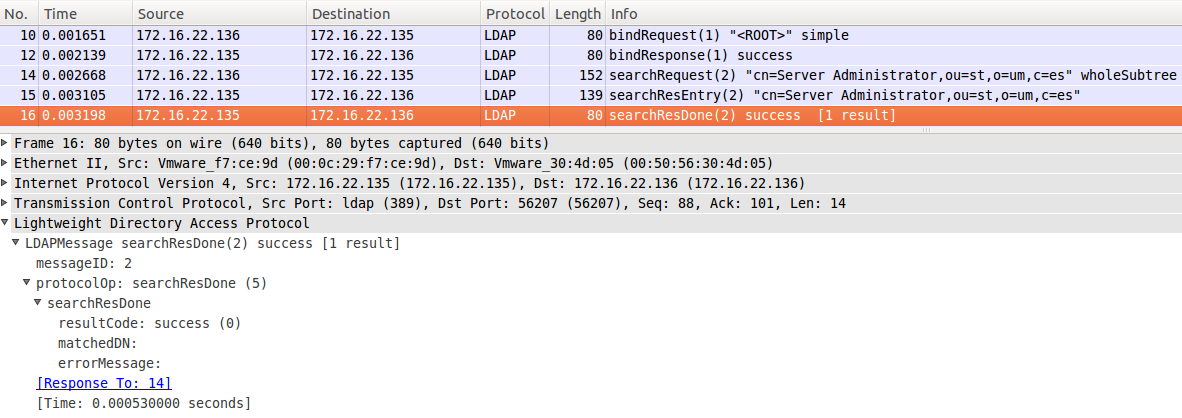 No. Time Source Destination Protocol Length Info
10 0.001651 172.16.22.136 172.16.22.135 LDAP 80 bindRequest(1) "<ROOT>" simple
12 0.002139 172.16.22.135 172.16.22.136 LDAP 80 bindResponse(1) success
14 0.002668 172.16.22.136 172.16.22.135 LDAP 152 searchRequest(2) "cn=Server Administrator,ou=st,o=um,c=es" wholeSubtree
15 0.003105 172.16.22.135 172.16.22.136 LDAP 139 searchResEntry(2) "cn=Server Administrator,ou=st,o=um,c=es"
16 0.003198 172.16.22.135 172.16.22.136 LDAP 80 searchResDone(2) success [1 result]
Frame 16: 80 bytes on wire (640 bits), 80 bytes captured (640 bits)
Ethernet II, Src: Vmware_f7:ce:9d (00:0c:29:f7:ce:9d), Dst: Vmware_30:4d:05 (00:50:56:30:4d:05)
Internet Protocol Version 4, Src: 172.16.22.135 (172.16.22.135), Dst: 172.16.22.136 (172.16.22.136)
Transmission Control Protocol, Src Port: ldap (389), Dst Port: 56207 (56207), Seq: 88, Ack: 101, Len: 14
Lightweight Directory Access Protocol
LDAPMessage searchResDone(2) success [1 result]
messageID: 2
protocolOp: searchResDone (5)
searchResDone
resultCode: success (0)
matchedDN:
errorMessage:
[Response To: 14]
[Time: 0.000530000 seconds]